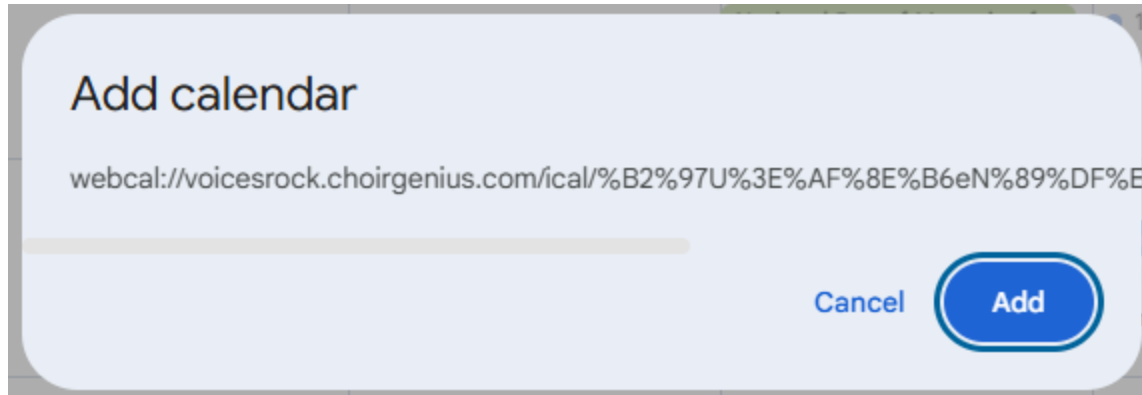 Add calendar
webcal://voicesrock.choirgenius.com/ical/%B2%97U%3E%AF%8E%B6eN%89%DF%E
Cancel Add